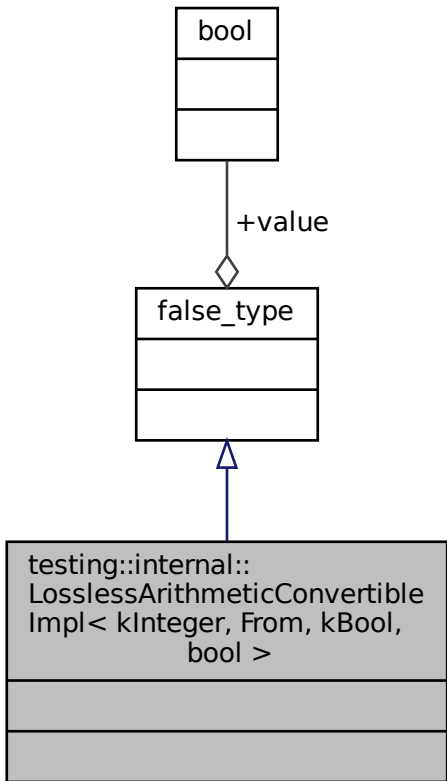 bool
+value
false_type
testing::internal::
LosslessArithmeticConvertible
Impl< kInteger, From, kBool,
bool >